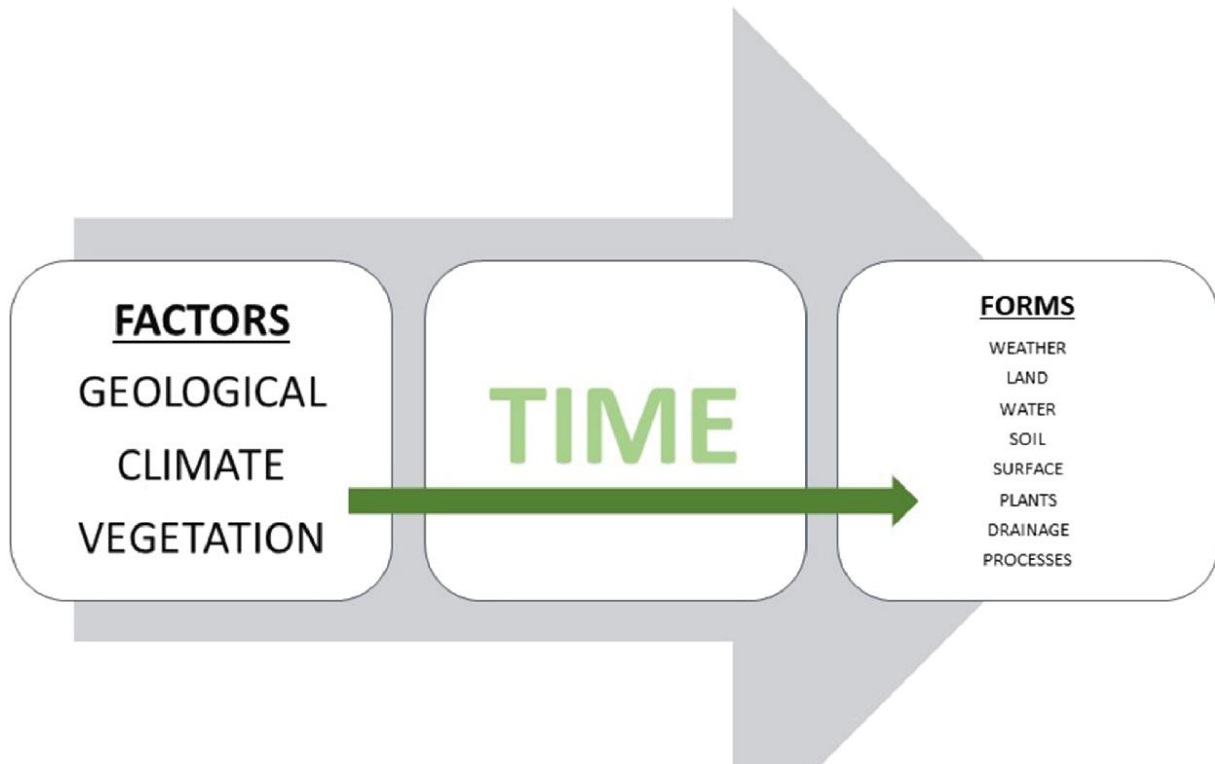 FACTORS
GEOLOGICAL
CLIMATE
VEGETATION
TIME
FORMS
WEATHER
LAND
WATER
SOIL
SURFACE
PLANTS
DRAINAGE
PROCESSES